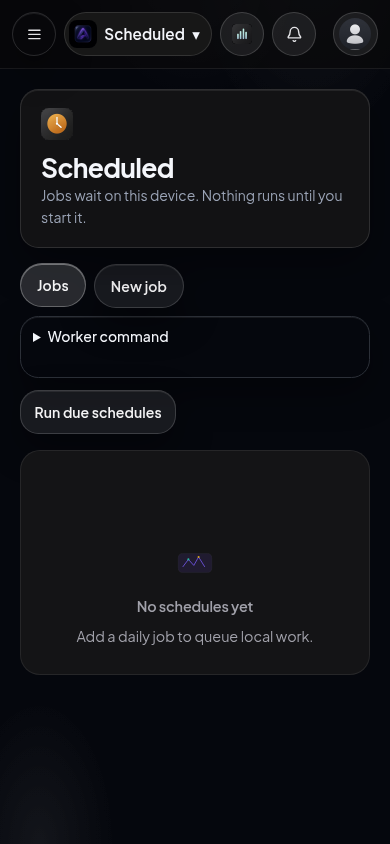 Scheduled ▾
Scheduled
Jobs wait on this device. Nothing runs until you
start it.
Jobs
New job
▶ Worker command
Run due schedules
No schedules yet
Add a daily job to queue local work.